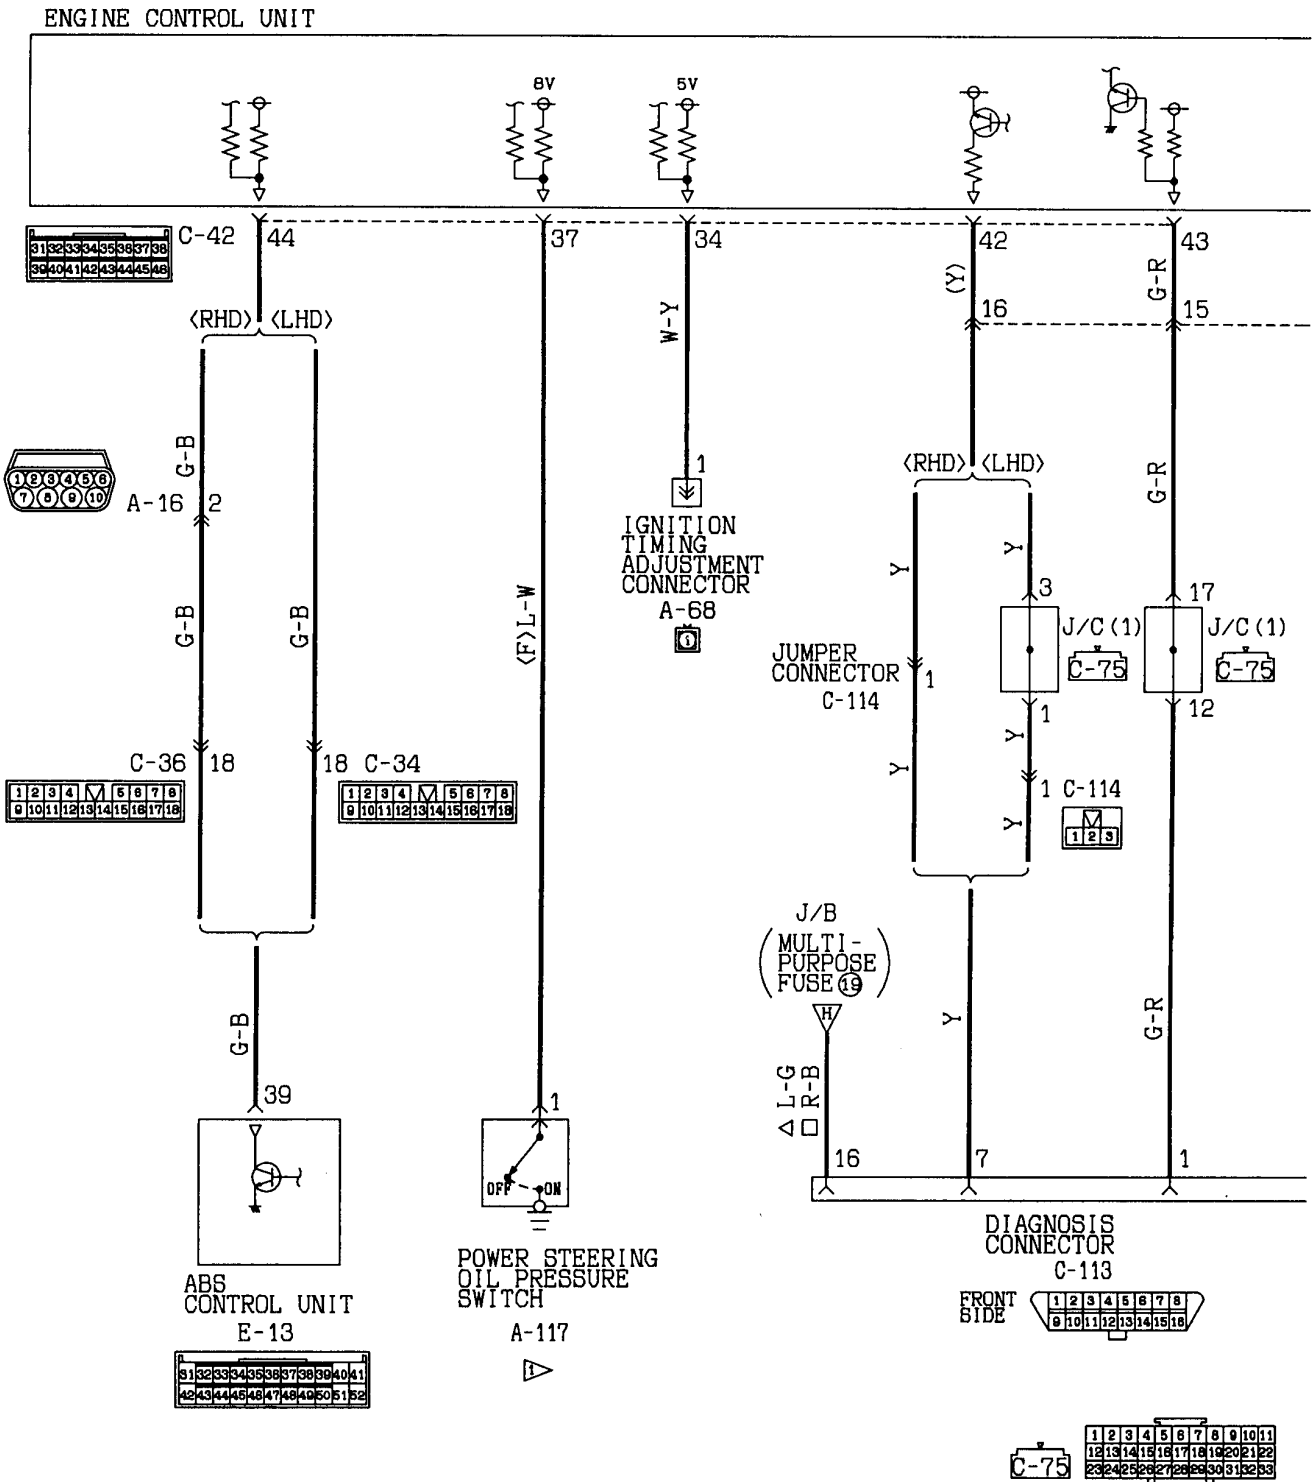 ENGINE CONTROL UNIT
8V
5V
C-42
44
37
34
42
43
31 32 33 34 35 36 37 38
39 40 41 42 43 44 45 46
(Y)
G-R
16
15
W-Y
<RHD> <LHD>
G-B
1 2 3 4 5 6
7 8 9 10
A-16
2
1
IGNITION
TIMING
ADJUSTMENT
CONNECTOR
A-68
1
<RHD> <LHD>
G-R
Y
Y
G-B
G-B
<F>L-W
3
17
J/C(1)
C-75
J/C(1)
C-75
JUMPER
CONNECTOR
C-114
1
1
12
Y
Y
C-36
18
18
C-34
1 2 3 4 5 6 7 8
9 10 11 12 13 14 15 16 17 18
1 2 3 4 5 6 7 8
9 10 11 12 13 14 15 16 17 18
1
C-114
Y
1 2 3
J/B
(MULTI-
PURPOSE
FUSE 19)
H
G-B
Y
G-R
△ L-G
□ R-B
39
1
16
7
1
OFF
ON
ABS
CONTROL UNIT
E-13
31 32 33 34 35 36 37 38 39 40 41
42 43 44 45 46 47 48 49 50 51 52
POWER STEERING
OIL PRESSURE
SWITCH
A-117
1
DIAGNOSIS
CONNECTOR
C-113
FRONT
SIDE
1 2 3 4 5 6 7 8
9 10 11 12 13 14 15 16
C-75
1 2 3 4 5 6 7 8 9 10 11
12 13 14 15 16 17 18 19 20 21 22
23 24 25 26 27 28 29 30 31 32 33